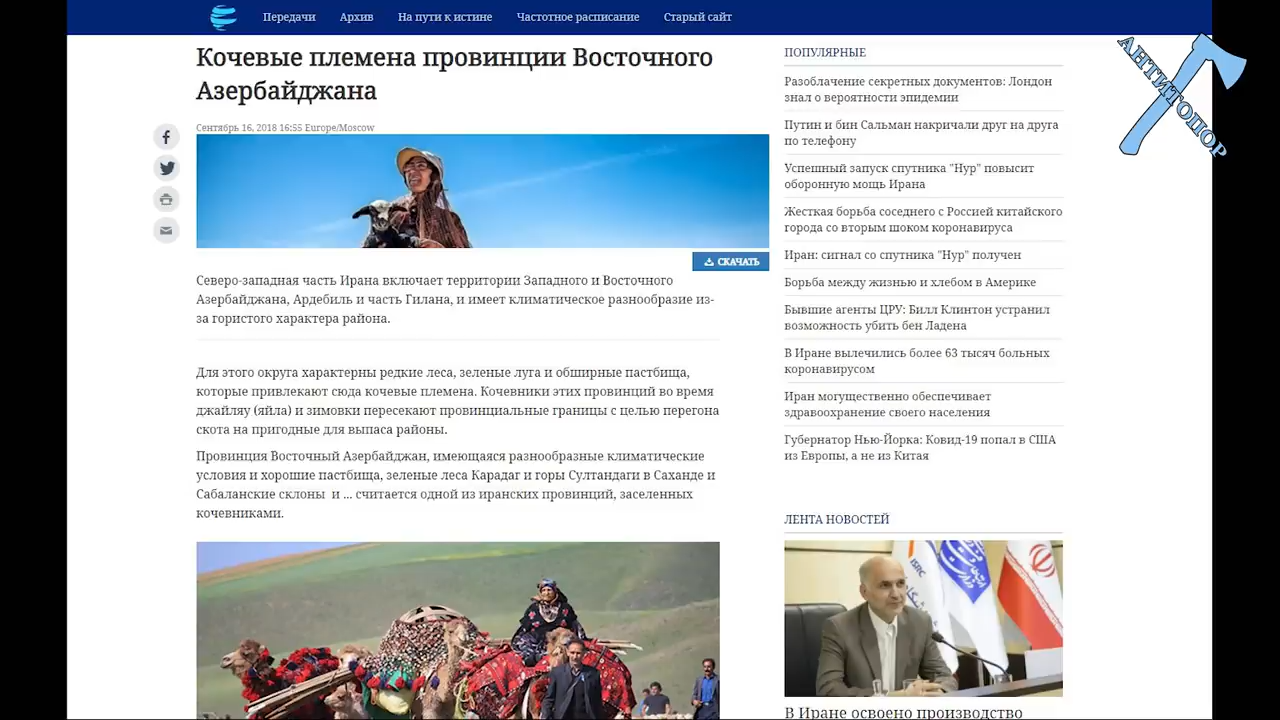 Передачи Архив На пути к истине Частотное расписание Старый сайт
Кочевые племена провинции Восточного
Азербайджана
Сентябрь 16, 2018 16:55 Europe/Moscow
СКАЧАТЬ
Северо-западная часть Ирана включает территории Западного и Восточного
Азербайджана, Ардебиль и часть Гилана, и имеет климатическое разнообразие из-
за гористого характера района.
Для этого округа характерны редкие леса, зеленые луга и обширные пастбища,
которые привлекают сюда кочевые племена. Кочевники этих провинций во время
джайляу (яйла) и зимовки пересекают провинциальные границы с целью перегона
скота на пригодные для выпаса районы.
Провинция Восточный Азербайджан, имеющаяся разнообразные климатические
условия и хорошие пастбища, зеленые леса Карадаг и горы Султандаги в Саханде и
Сабаланские склоны и ... считается одной из иранских провинций, заселенных
кочевниками.
ПОПУЛЯРНЫЕ
Разоблачение секретных документов: Лондон
знал о вероятности эпидемии
Путин и бин Сальман накричали друг на друга
по телефону
Успешный запуск спутника "Нур" повысит
оборонную мощь Ирана
Жесткая борьба соседнего с Россией китайского
города со вторым шоком коронавируса
Иран: сигнал со спутника "Нур" получен
Борьба между жизнью и хлебом в Америке
Бывшие агенты ЦРУ: Билл Клинтон устранил
возможность убить бен Ладена
В Иране вылечились более 63 тысяч больных
коронавирусом
Иран могущественно обеспечивает
здравоохранение своего населения
Губернатор Нью-Йорка: Ковид-19 попал в США
из Европы, а не из Китая
ЛЕНТА НОВОСТЕЙ
ISRC
В Иране освоено производство
АНТИТОПОР